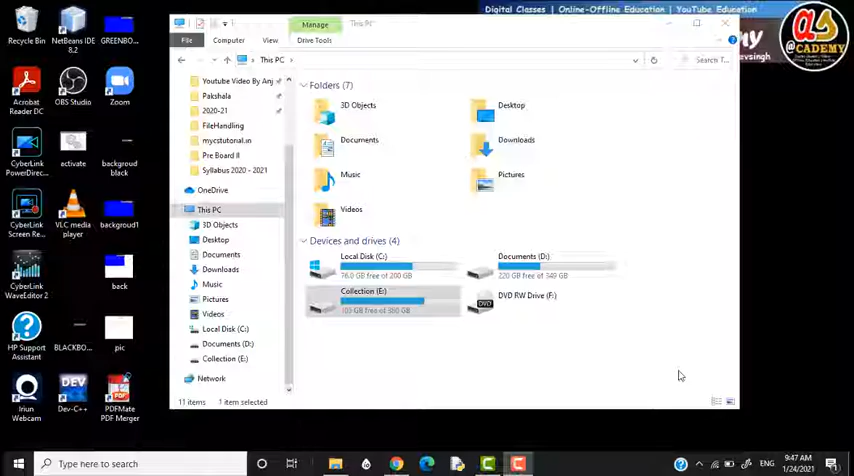 Digital Classes | Online-Offline Education | YouTube Education
@CADEMY
evsingh
Recycle Bin
NetBeans IDE 8.2
GREENBO...
Acrobat Reader DC
OBS Studio
Zoom
CyberLink PowerDirec...
activate
backgroud black
CyberLink Screen Re...
VLC media player
backgroud1
CyberLink WaveEditor 2
back
HP Support Assistant
BLACKBO...
pic
Iriun Webcam
Dev-C++
PDFMate PDF Merger
Manage
This PC
File
Computer
View
Drive Tools
This PC
Search T...
Youtube Video By Anj
Pakshala
2020-21
FileHandling
mycstutorial.in
Pre Board II
Syllabus 2020 - 2021
OneDrive
This PC
3D Objects
Desktop
Documents
Downloads
Music
Pictures
Videos
Local Disk (C:)
Documents (D:)
Collection (E:)
Network
Folders (7)
3D Objects
Desktop
Documents
Downloads
Music
Pictures
Videos
Devices and drives (4)
Local Disk (C:)
76.0 GB free of 200 GB
Documents (D:)
220 GB free of 349 GB
Collection (E:)
DVD RW Drive (F:)
11 items
1 item selected
Type here to search
ENG
9:47 AM
1/24/2021